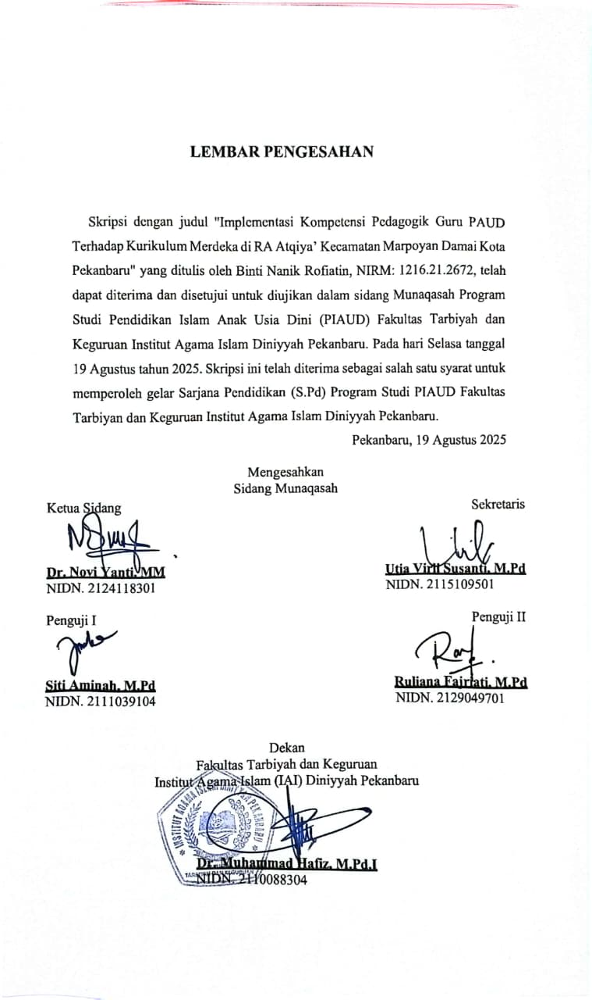 LEMBAR PENGESAHAN
Skripsi dengan judul "Implementasi Kompetensi Pedagogik Guru PAUD
Terhadap Kurikulum Merdeka di RA Atqiya’ Kecamatan Marpoyan Damai Kota
Pekanbaru" yang ditulis oleh Binti Nanik Rofiatin, NIRM: 1216.21.2672, telah
dapat diterima dan disetujui untuk diujikan dalam sidang Munaqasah Program
Studi Pendidikan Islam Anak Usia Dini (PIAUD) Fakultas Tarbiyah dan
Keguruan Institut Agama Islam Diniyyah Pekanbaru. Pada hari Selasa tanggal
19 Agustus tahun 2025. Skripsi ini telah diterima sebagai salah satu syarat untuk
memperoleh gelar Sarjana Pendidikan (S.Pd) Program Studi PIAUD Fakultas
Tarbiyan dan Keguruan Institut Agama Islam Diniyyah Pekanbaru.
Pekanbaru, 19 Agustus 2025
Mengesahkan
Sidang Munaqasah
Ketua Sidang
Sekretaris
Dr. Novi Yanti, MM
NIDN. 2124118301
Utia Virli Susanti, M.Pd
NIDN. 2115109501
Penguji I
Penguji II
Siti Aminah, M.Pd
NIDN. 2111039104
Ruliana Fairiati, M.Pd
NIDN. 2129049701
Dekan
Fakultas Tarbiyah dan Keguruan
Institut Agama Islam (IAI) Diniyyah Pekanbaru
INSTITUT AGAMA ISLAM DINIYYAH PEKANBARU
Dr. Muhammad Hafiz, M.Pd.I
NIDN. 2110088304